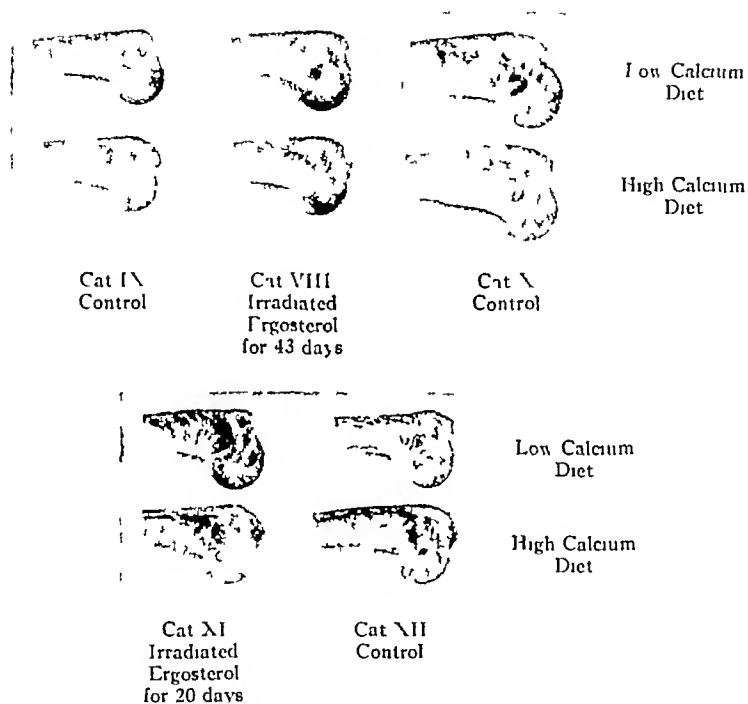 Low Calcium
Diet
High Calcium
Diet
Cat IX
Control
Cat VIII
Irradiated
Ergosterol
for 43 days
Cat X
Control
Low Calcium
Diet
High Calcium
Diet
Cat XI
Irradiated
Ergosterol
for 20 days
Cat XII
Control